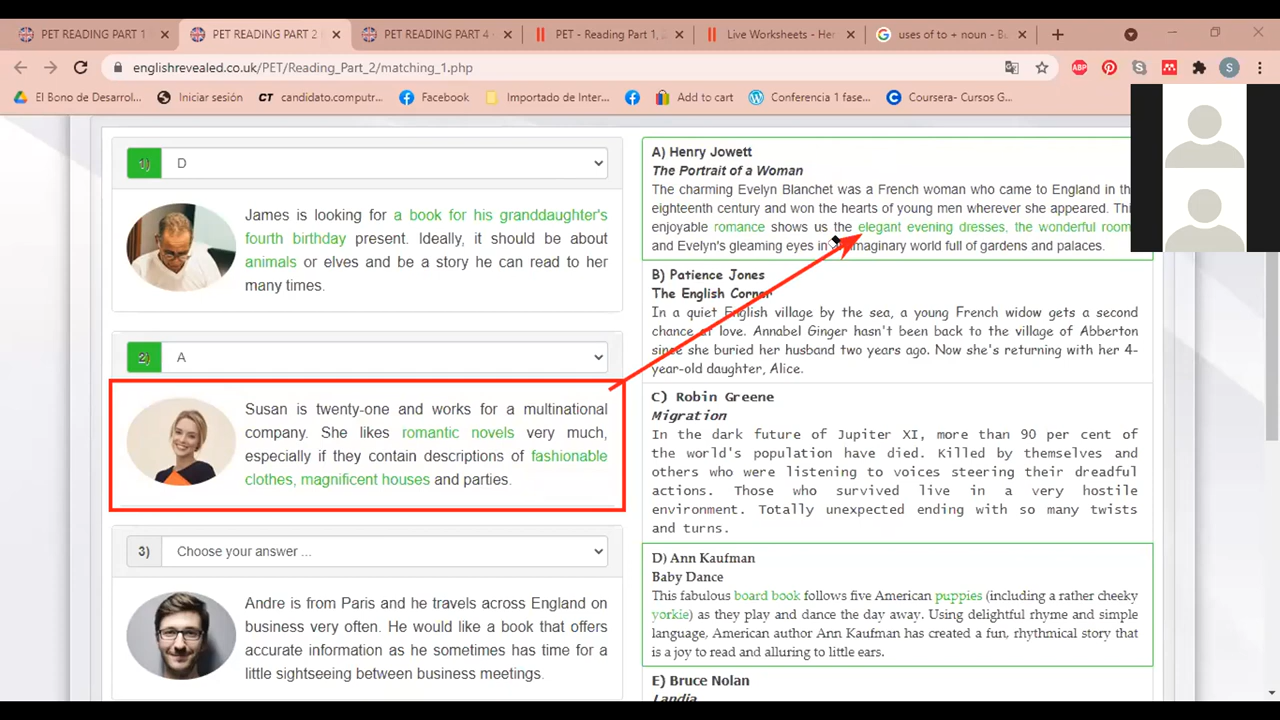 PET READING PART 1
PET READING PART 2
PET READING PART 4
PET - Reading Part 1,
Live Worksheets - Her
uses of to + noun - Bu
englishrevealed.co.uk/PET/Reading_Part_2/matching_1.php
ABP
S
El Bono de Desarrol...
Iniciar sesión
CT candidato.computr...
Facebook
Importado de Inter...
Add to cart
Conferencia 1 fase...
Coursera- Cursos G...
1) D
James is looking for a book for his granddaughter's
fourth birthday present. Ideally, it should be about
animals or elves and be a story he can read to her
many times.
2) A
Susan is twenty-one and works for a multinational
company. She likes romantic novels very much,
especially if they contain descriptions of fashionable
clothes, magnificent houses and parties.
3) Choose your answer ...
Andre is from Paris and he travels across England on
business very often. He would like a book that offers
accurate information as he sometimes has time for a
little sightseeing between business meetings.
A) Henry Jowett
The Portrait of a Woman
The charming Evelyn Blanchet was a French woman who came to England in th
eighteenth century and won the hearts of young men wherever she appeared. Thi
enjoyable romance shows us the elegant evening dresses, the wonderful room
and Evelyn's gleaming eyes in imaginary world full of gardens and palaces.
B) Patience Jones
The English Corner
In a quiet English village by the sea, a young French widow gets a second
chance at love. Annabel Ginger hasn't been back to the village of Abberton
since she buried her husband two years ago. Now she's returning with her 4-
year-old daughter, Alice.
C) Robin Greene
Migration
In the dark future of Jupiter XI, more than 90 per cent of
the world's population have died. Killed by themselves and
others who were listening to voices steering their dreadful
actions. Those who survived live in a very hostile
environment. Totally unexpected ending with so many twists
and turns.
D) Ann Kaufman
Baby Dance
This fabulous board book follows five American puppies (including a rather cheeky
yorkie) as they play and dance the day away. Using delightful rhyme and simple
language, American author Ann Kaufman has created a fun, rhythmical story that
is a joy to read and alluring to little ears.
E) Bruce Nolan
Landia